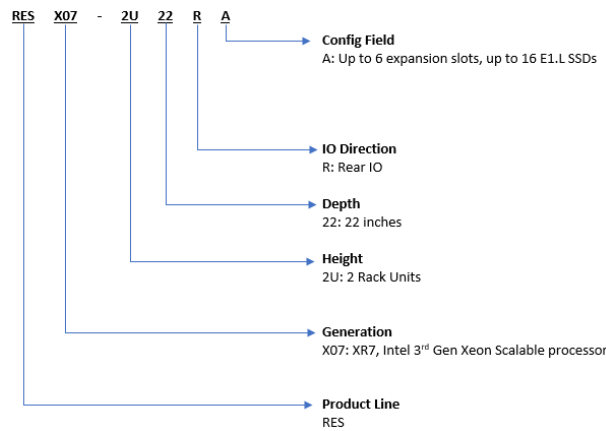 RES X07 - 2U 22 R A
Config Field
A: Up to 6 expansion slots, up to 16 E1.L SSDs
IO Direction
R: Rear IO
Depth
22: 22 inches
Height
2U: 2 Rack Units
Generation
X07: XR7, Intel 3rd Gen Xeon Scalable processor
Product Line
RES